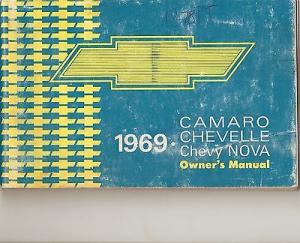 1969·
CAMARO
CHEVELLE
Chevy NOVA
Owner's Manual